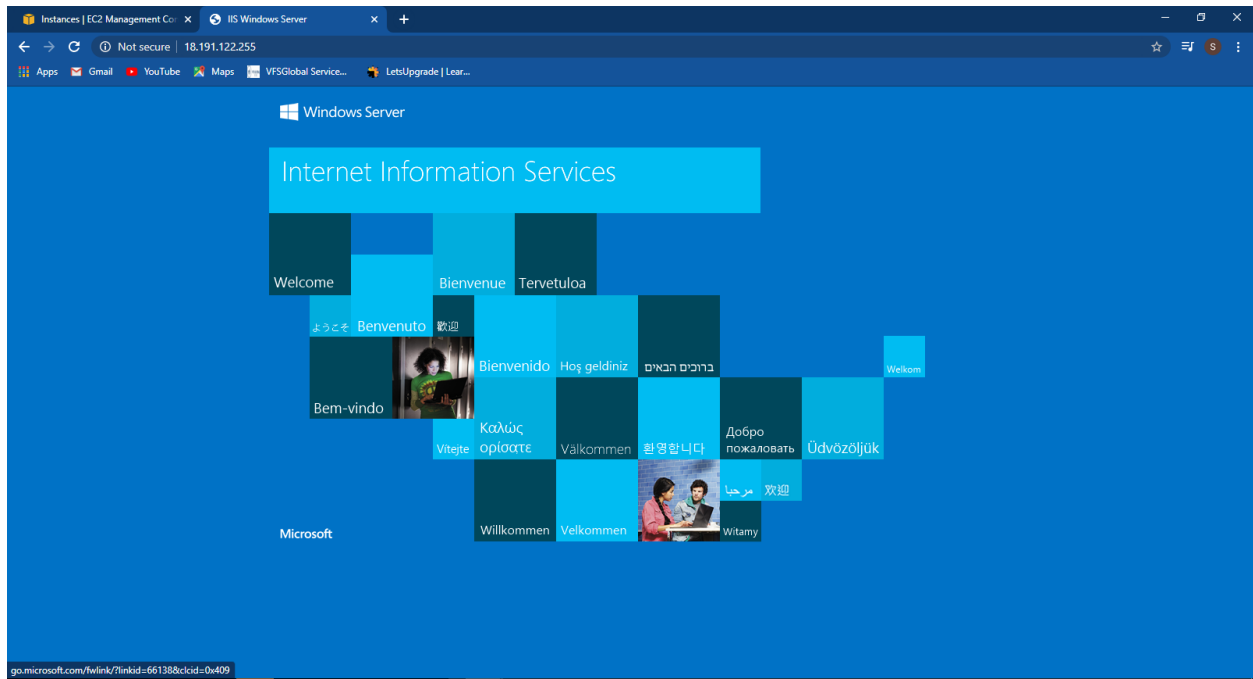 Instances | EC2 Management Con
IIS Windows Server
Not secure | 18.191.122.255
S
Apps
Gmail
YouTube
Maps
VFSGlobal Service...
LetsUpgrade | Lear...
Windows Server
Internet Information Services
Welcome
Bienvenue
Tervetuloa
ようこそ
Benvenuto
歡迎
Bienvenido
Hoş geldiniz
ברוכים הבאים
Welkom
Bem-vindo
Vítejte
Καλώς
ορίσατε
Välkommen
환영합니다
Добро
пожаловать
Üdvözöljük
Microsoft
Willkommen
Velkommen
مرحبا
欢迎
Witamy
go.microsoft.com/fwlink/?linkid=66138&clcid=0x409